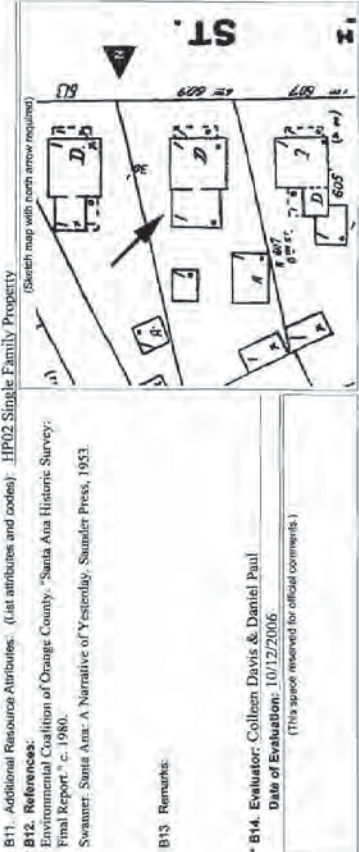 B11. Additional Resource Attributes: (List attributes and codes): HP02 Single Family Property
B12. References:
Environmental Coalition of Orange County. "Santa Ana Historic Survey:
Final Report." c. 1980.
Swanner. Santa Ana: A Narrative of Yesterday. Saunder Press, 1953.
B13 Remarks:
* B14. Evaluator: Colleen Davis & Daniel Paul
Date of Evaluation: 10/12/2006
(This space reserved for official comments.)
(Sketch map with north arrow required)
ST.
613
609
607
605
D
D
D
A
A